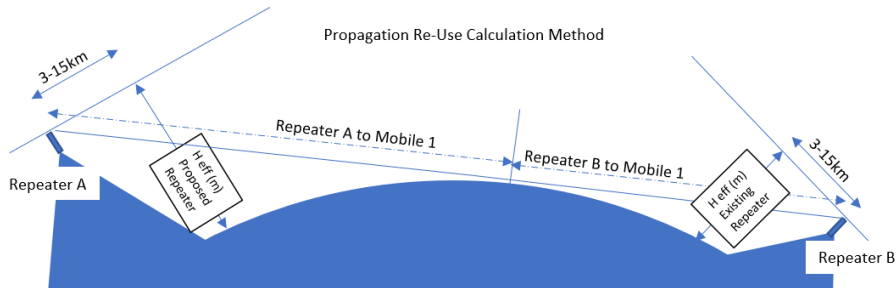 Propagation Re-Use Calculation Method
3-15km
Repeater A to Mobile 1
Repeater B to Mobile 1
3-15km
H eff (m)
Proposed
Repeater
H eff (m)
Existing
Repeater
Repeater A
Repeater B